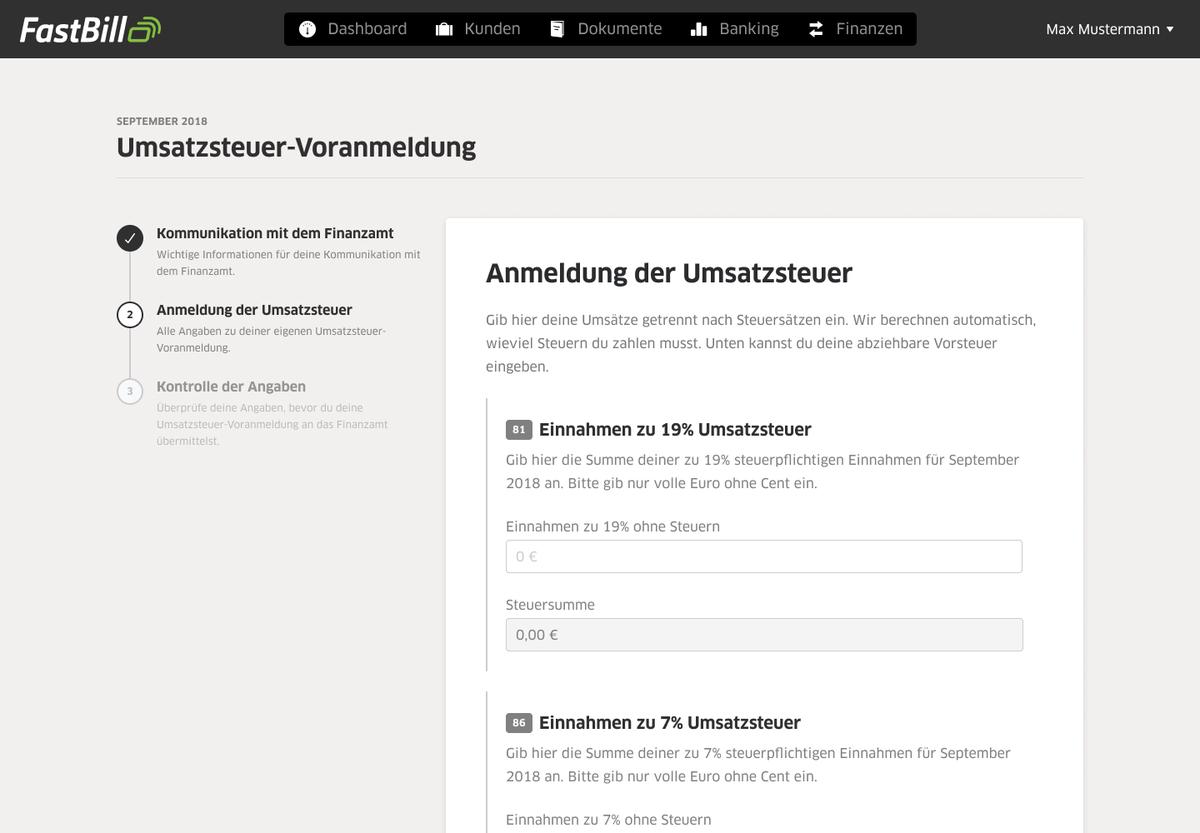 FastBill
Dashboard Kunden Dokumente Banking Finanzen
Max Mustermann
SEPTEMBER 2018
Umsatzsteuer-Voranmeldung
Kommunikation mit dem Finanzamt
Wichtige Informationen für deine Kommunikation mit
dem Finanzamt.
2 Anmeldung der Umsatzsteuer
Alle Angaben zu deiner eigenen Umsatzsteuer-
Voranmeldung.
3 Kontrolle der Angaben
Überprüfe deine Angaben, bevor du deine
Umsatzsteuer-Voranmeldung an das Finanzamt
übermittelst.
Anmeldung der Umsatzsteuer
Gib hier deine Umsätze getrennt nach Steuersätzen ein. Wir berechnen automatisch,
wieviel Steuern du zahlen musst. Unten kannst du deine abziehbare Vorsteuer
eingeben.
81 Einnahmen zu 19% Umsatzsteuer
Gib hier die Summe deiner zu 19% steuerpflichtigen Einnahmen für September
2018 an. Bitte gib nur volle Euro ohne Cent ein.
Einnahmen zu 19% ohne Steuern
0 €
Steuersumme
0,00 €
86 Einnahmen zu 7% Umsatzsteuer
Gib hier die Summe deiner zu 7% steuerpflichtigen Einnahmen für September
2018 an. Bitte gib nur volle Euro ohne Cent ein.
Einnahmen zu 7% ohne Steuern